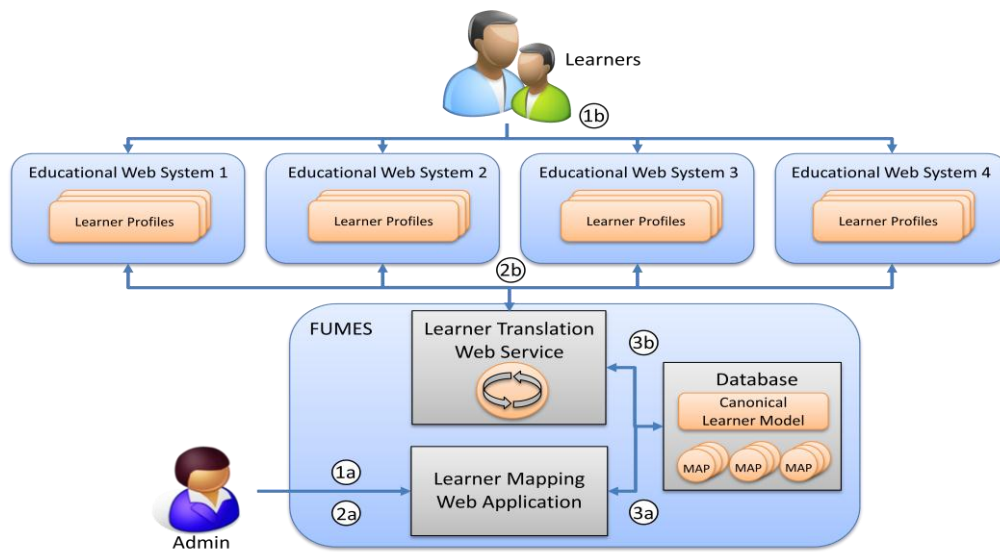 Learners
1b
Educational Web System 1
Educational Web System 2
Educational Web System 3
Educational Web System 4
Learner Profiles
Learner Profiles
Learner Profiles
Learner Profiles
2b
FUMES
Learner Translation
Web Service
3b
Database
Canonical
Learner Model
MAP
MAP
MAP
1a
2a
Learner Mapping
Web Application
3a
Admin